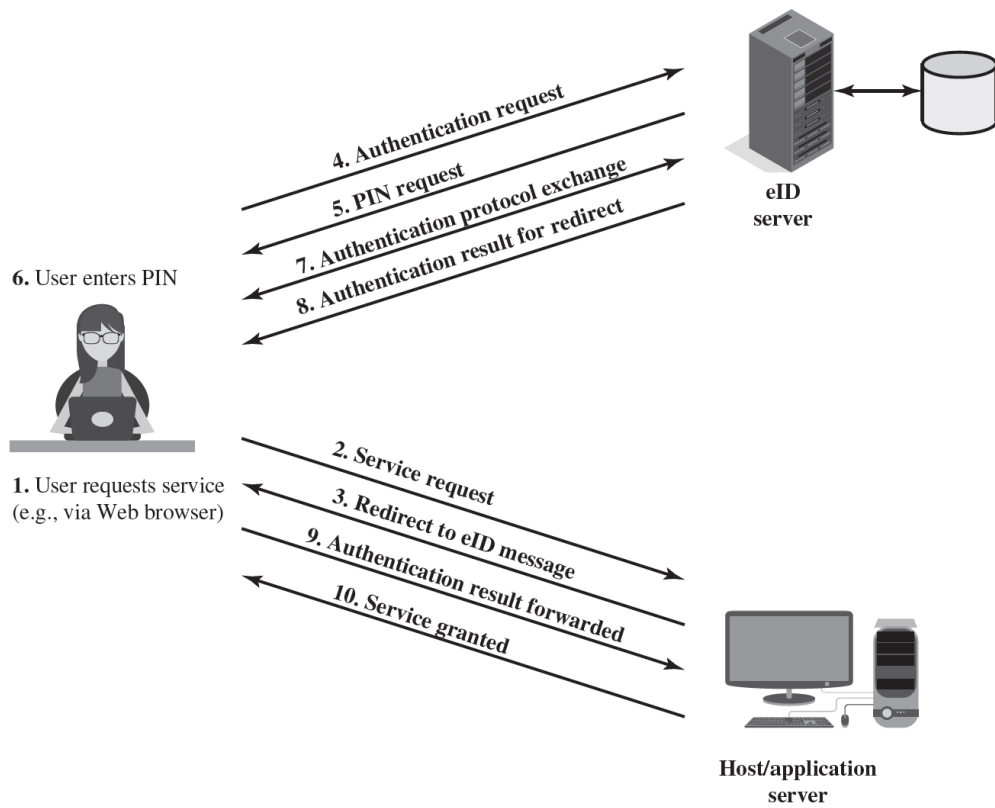 4. Authentication request
5. PIN request
7. Authentication protocol exchange
8. Authentication result for redirect
eID
server
6. User enters PIN
1. User requests service
(e.g., via Web browser)
2. Service request
3. Redirect to eID message
9. Authentication result forwarded
10. Service granted
Host/application
server